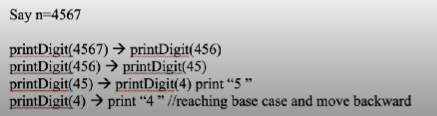 Say n=4567
printDigit(4567) → printDigit(456)
printDigit(456) → printDigit(45)
printDigit(45) → printDigit(4) print “5 ”
printDigit(4) → print “4 ” //reaching base case and move backward